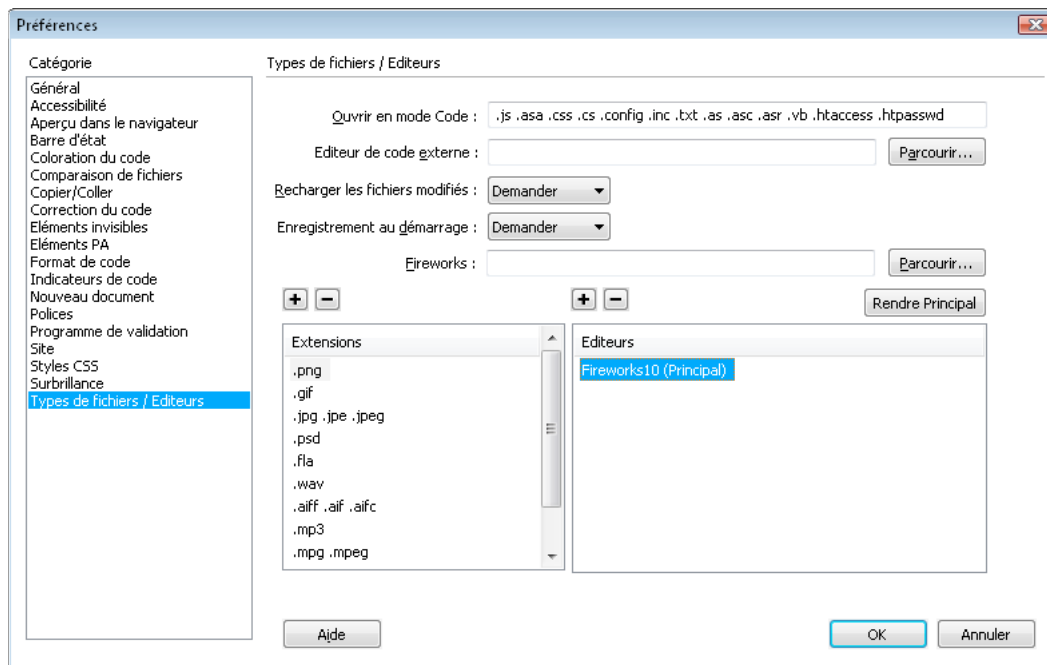 Préférences
Catégorie
Général
Accessibilité
Aperçu dans le navigateur
Barre d'état
Coloration du code
Comparaison de fichiers
Copier/Coller
Correction du code
Eléments invisibles
Eléments PA
Format de code
Indicateurs de code
Nouveau document
Polices
Programme de validation
Site
Styles CSS
Surbrillance
Types de fichiers / Editeurs
Types de fichiers / Editeurs
Ouvrir en mode Code : .js .asa .css .cs .config .inc .txt .as .asc .asr .vb .htaccess .htpasswd
Editeur de code externe : Parcourir...
Recharger les fichiers modifiés : Demander
Enregistrement au démarrage : Demander
Fireworks : Parcourir...
Rendre Principal
Extensions
.png
.gif
.jpg .jpe .jpeg
.psd
.fla
.wav
.aiff .aif .aifc
.mp3
.mpg .mpeg
Editeurs
Fireworks10 (Principal)
Aide
OK
Annuler